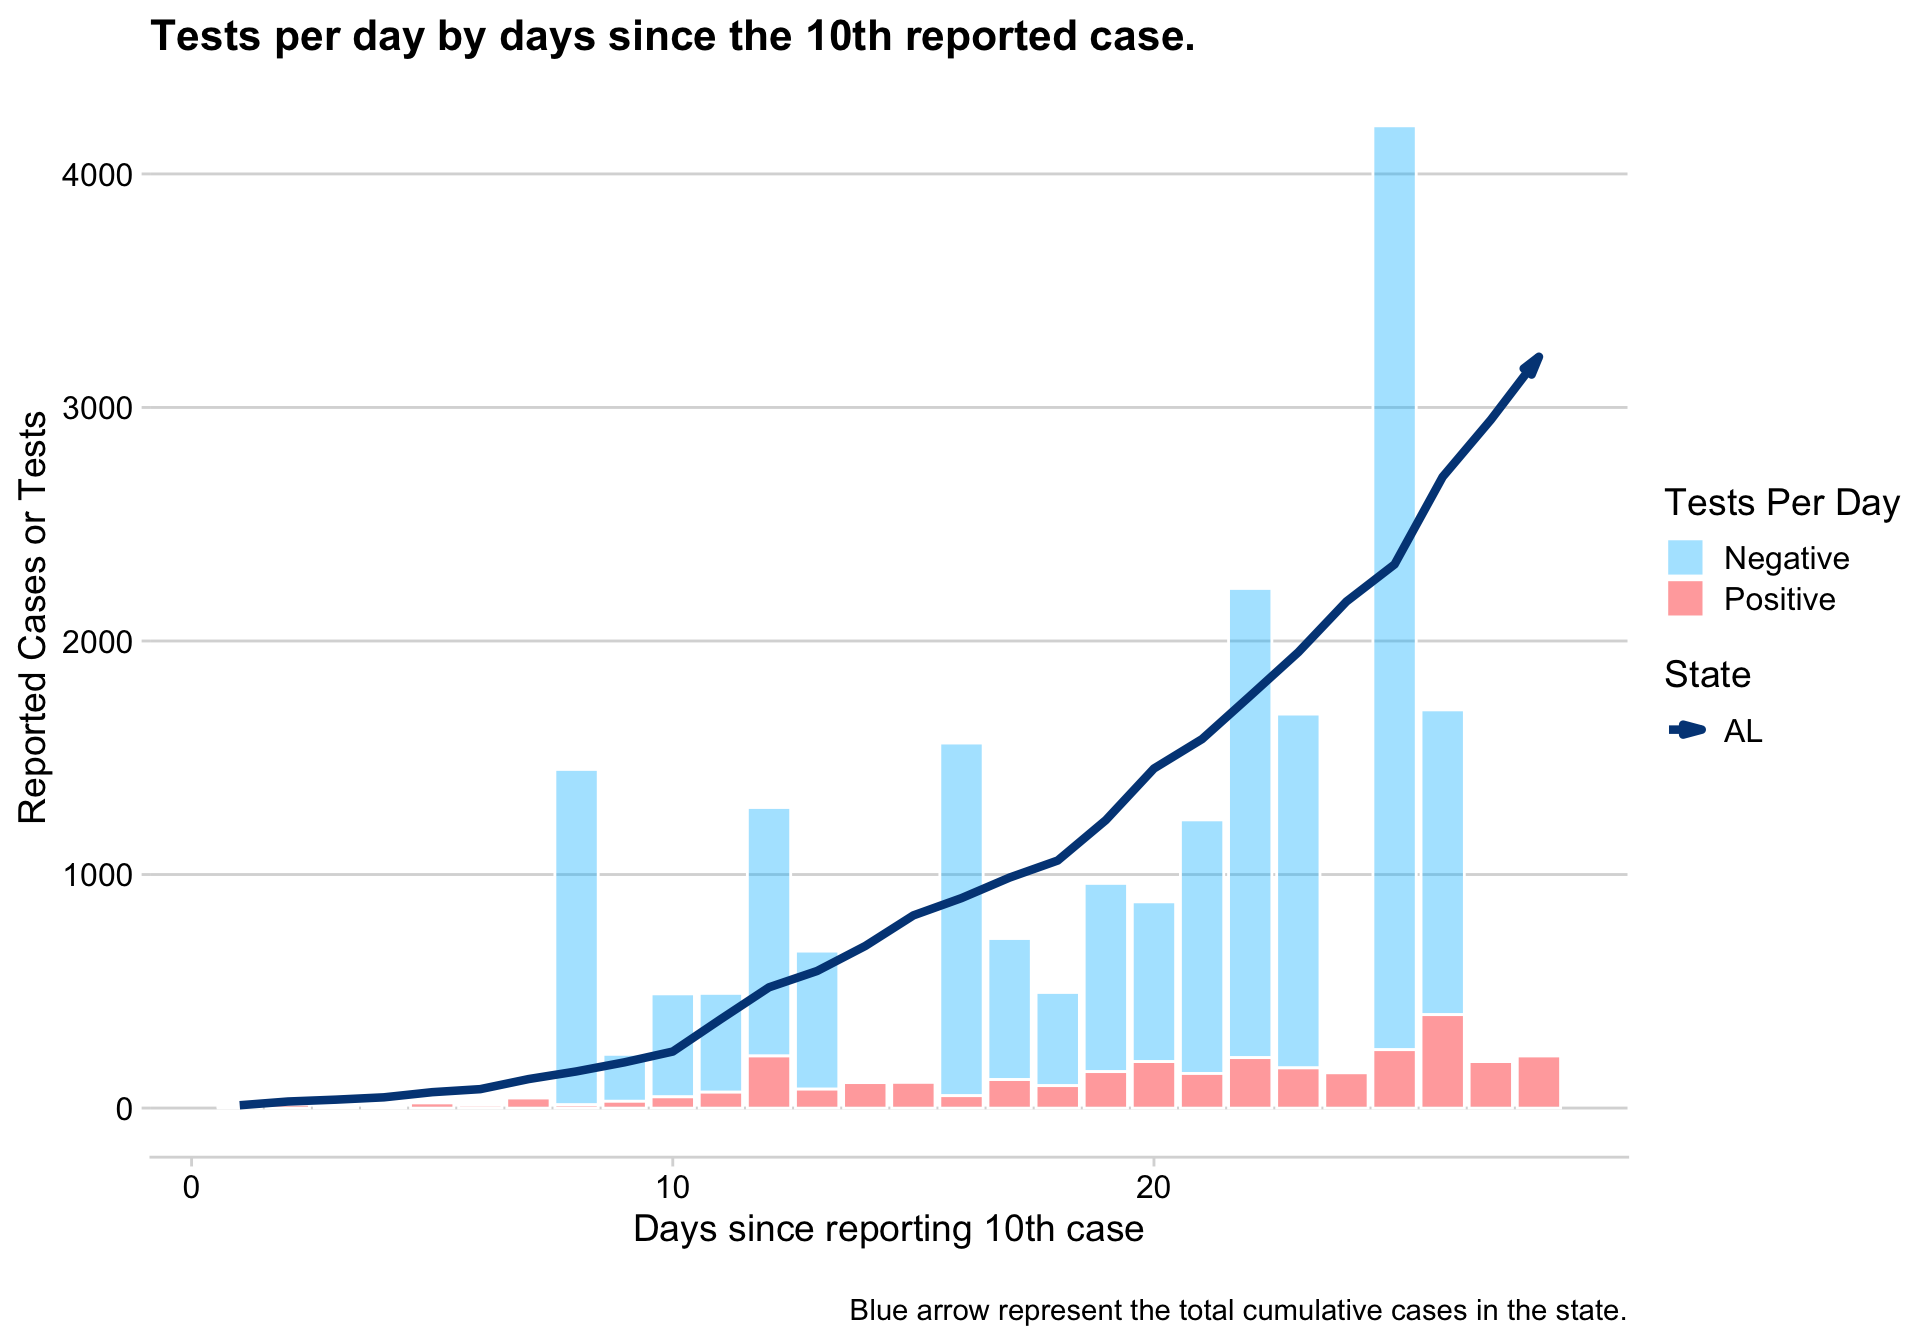 Tests per day by days since the 10th reported case.
Reported Cases or Tests
4000
3000
2000
1000
0
0 10 20
Days since reporting 10th case
Tests Per Day
Negative
Positive
State
AL
Blue arrow represent the total cumulative cases in the state.